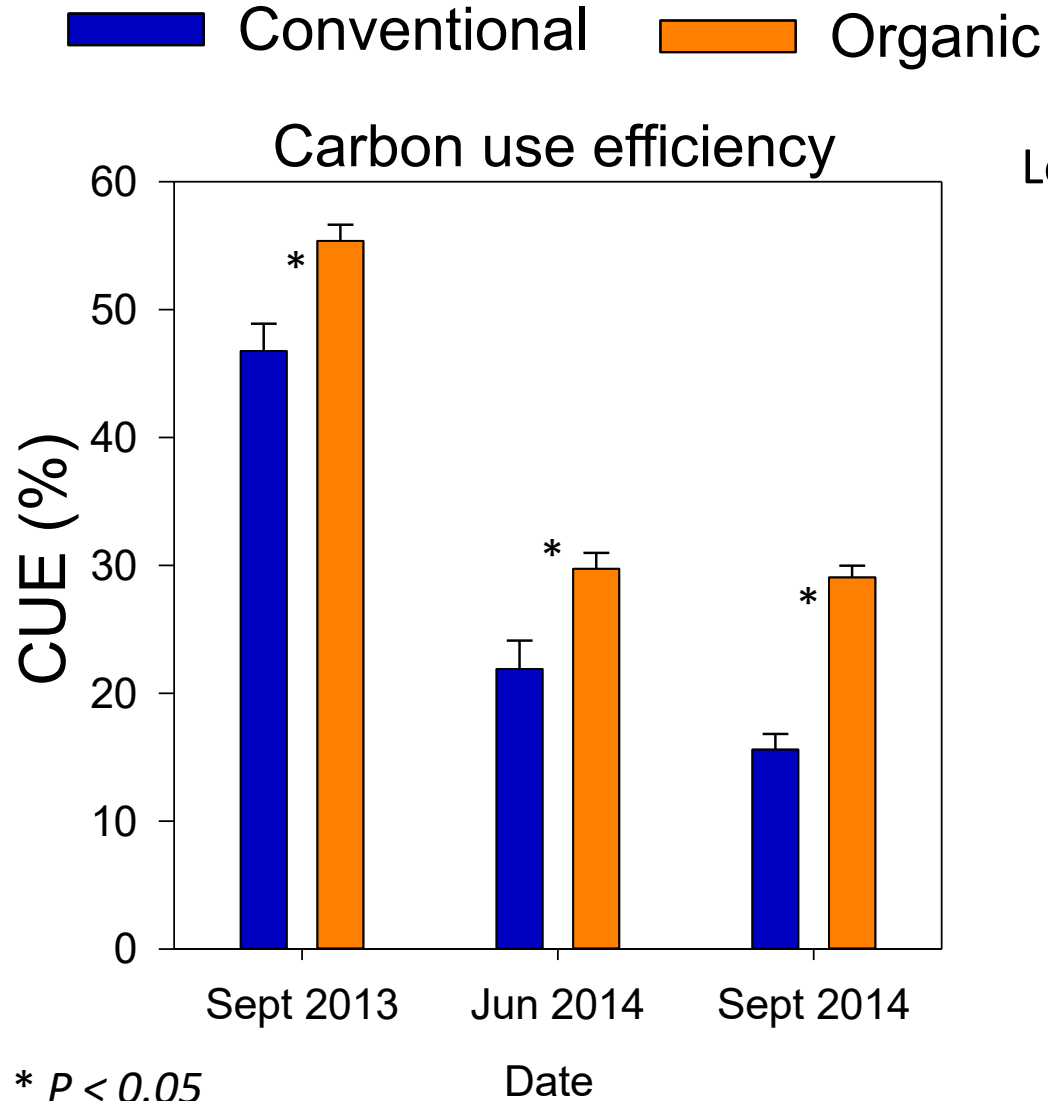 Conventional Organic
Carbon use efficiency
60
50
40
30
20
10
0
CUE (%)
*
*
*
Sept 2013 Jun 2014 Sept 2014
Date
* P < 0.05